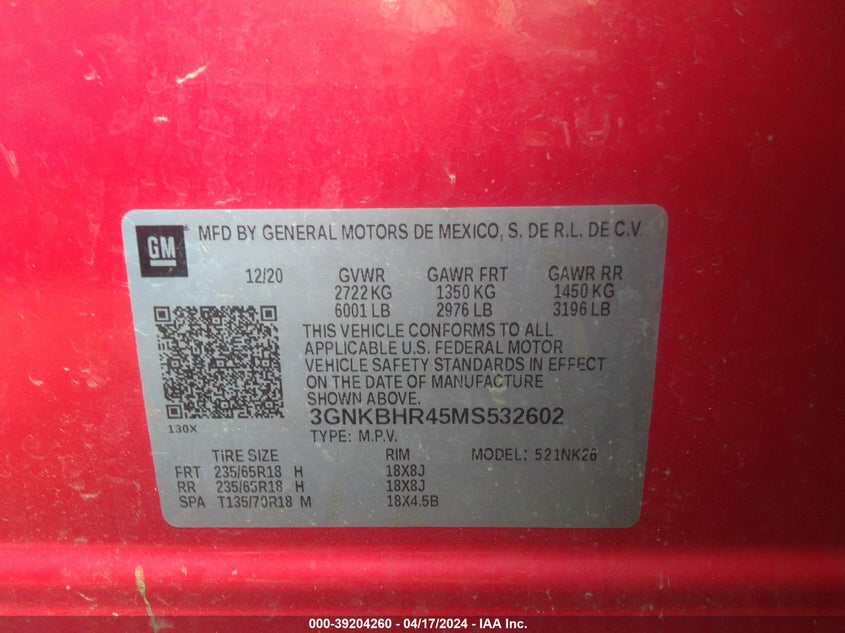 GM
MFD BY GENERAL MOTORS DE MEXICO, S. DE R.L. DE C.V.
12/20 GVWR GAWR FRT GAWR RR
2722 KG 1350 KG 1450 KG
6001 LB 2976 LB 3196 LB
THIS VEHICLE CONFORMS TO ALL
APPLICABLE U.S. FEDERAL MOTOR
VEHICLE SAFETY STANDARDS IN EFFECT
ON THE DATE OF MANUFACTURE
SHOWN ABOVE.
3GNKBHR45MS532602
130X
TYPE: M.P.V. MODEL: 521NK26
TIRE SIZE RIM
FRT 235/65R18 H 18X8J
RR 235/65R18 H 18X8J
SPA T135/70R18 M 18X4.5B
000-39204260 - 04/17/2024 - IAA Inc.